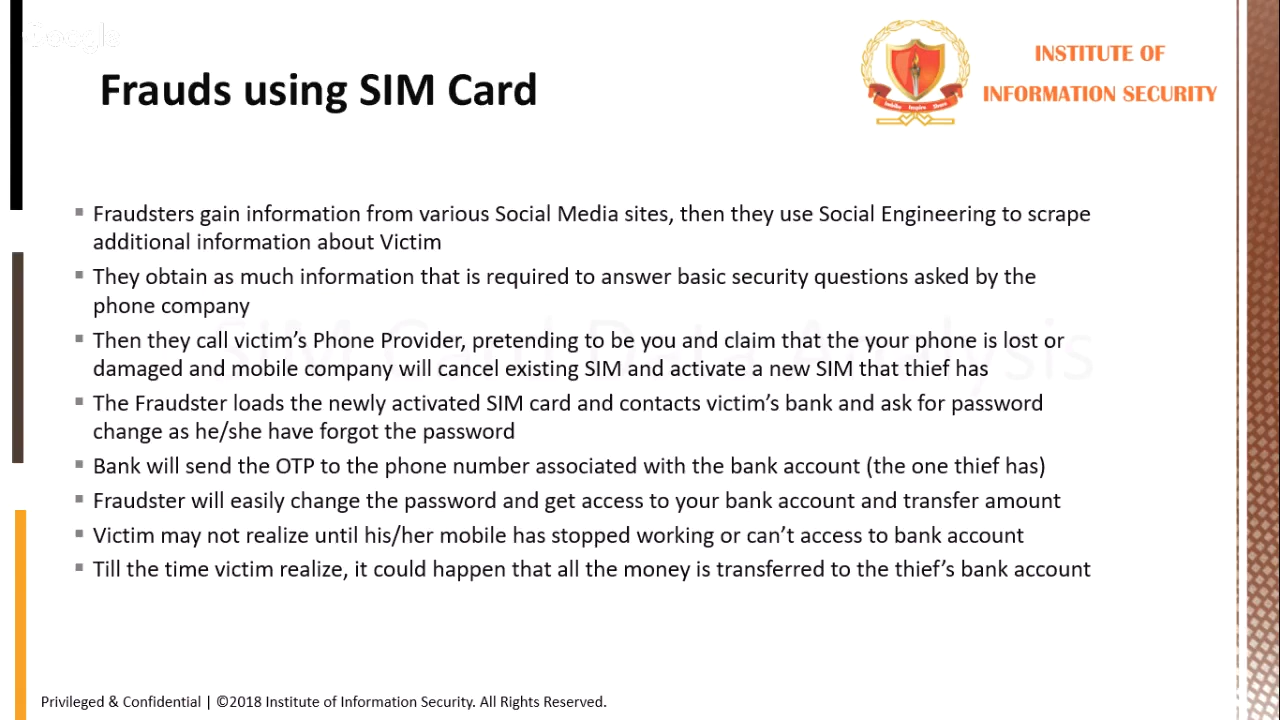 Google
Frauds using SIM Card
INSTITUTE OF
INFORMATION SECURITY
Imbibe Inspire Share
▪ Fraudsters gain information from various Social Media sites, then they use Social Engineering to scrape
additional information about Victim
▪ They obtain as much information that is required to answer basic security questions asked by the
phone company
▪ Then they call victim’s Phone Provider, pretending to be you and claim that the your phone is lost or
damaged and mobile company will cancel existing SIM and activate a new SIM that thief has
SIM Card Data Analysis
▪ The Fraudster loads the newly activated SIM card and contacts victim’s bank and ask for password
change as he/she have forgot the password
▪ Bank will send the OTP to the phone number associated with the bank account (the one thief has)
▪ Fraudster will easily change the password and get access to your bank account and transfer amount
▪ Victim may not realize until his/her mobile has stopped working or can’t access to bank account
▪ Till the time victim realize, it could happen that all the money is transferred to the thief’s bank account
Privileged & Confidential | ©2018 Institute of Information Security. All Rights Reserved.